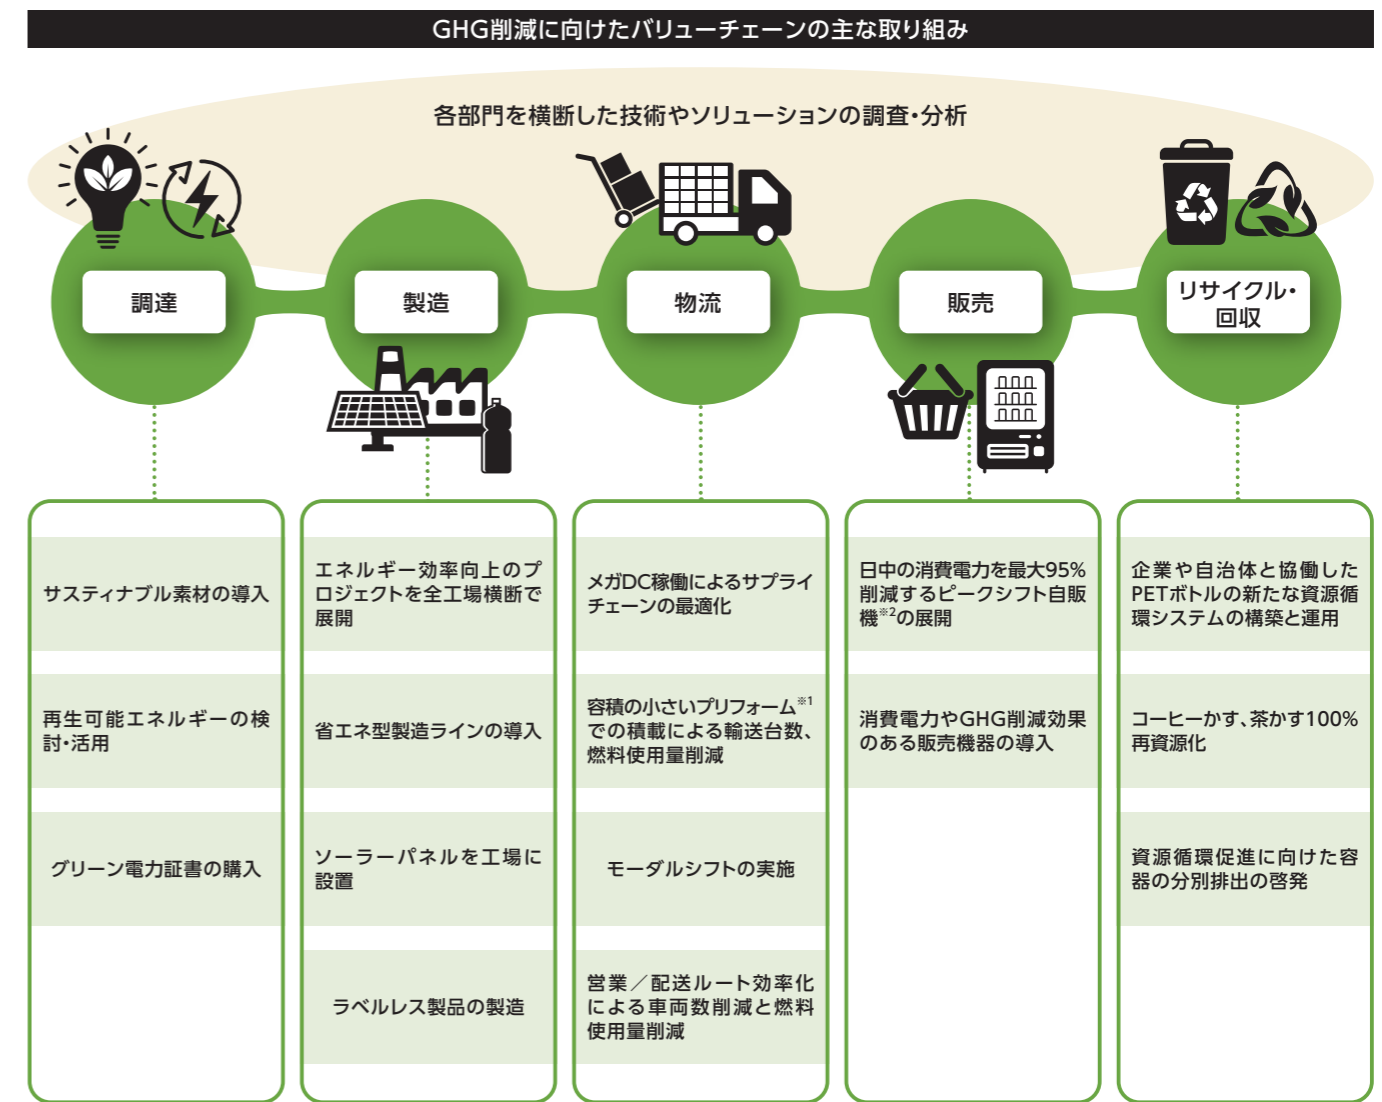 GHG削減に向けたバリューチェーンの主な取り組み
各部門を横断した技術やソリューションの調査・分析
調達
製造
物流
販売
リサイクル・
回収
サスティナブル素材の導入
再生可能エネルギーの検
討・活用
グリーン電力証書の購入
エネルギー効率向上のプ
ロジェクトを全工場横断で
展開
省エネ型製造ラインの導入
ソーラーパネルを工場に
設置
ラベルレス製品の製造
メガDC稼働によるサプライ
チェーンの最適化
容積の小さいプリフォーム※1
での積載による輸送台数、
燃料使用量削減
モーダルシフトの実施
営業／配送ルート効率化
による車両数削減と燃料
使用量削減
日中の消費電力を最大95%
削減するピークシフト自販
機※2の展開
消費電力やGHG削減効果
のある販売機器の導入
企業や自治体と協働した
PETボトルの新たな資源循
環システムの構築と運用
コーヒーかす、茶かす100%
再資源化
資源循環促進に向けた容
器の分別排出の啓発